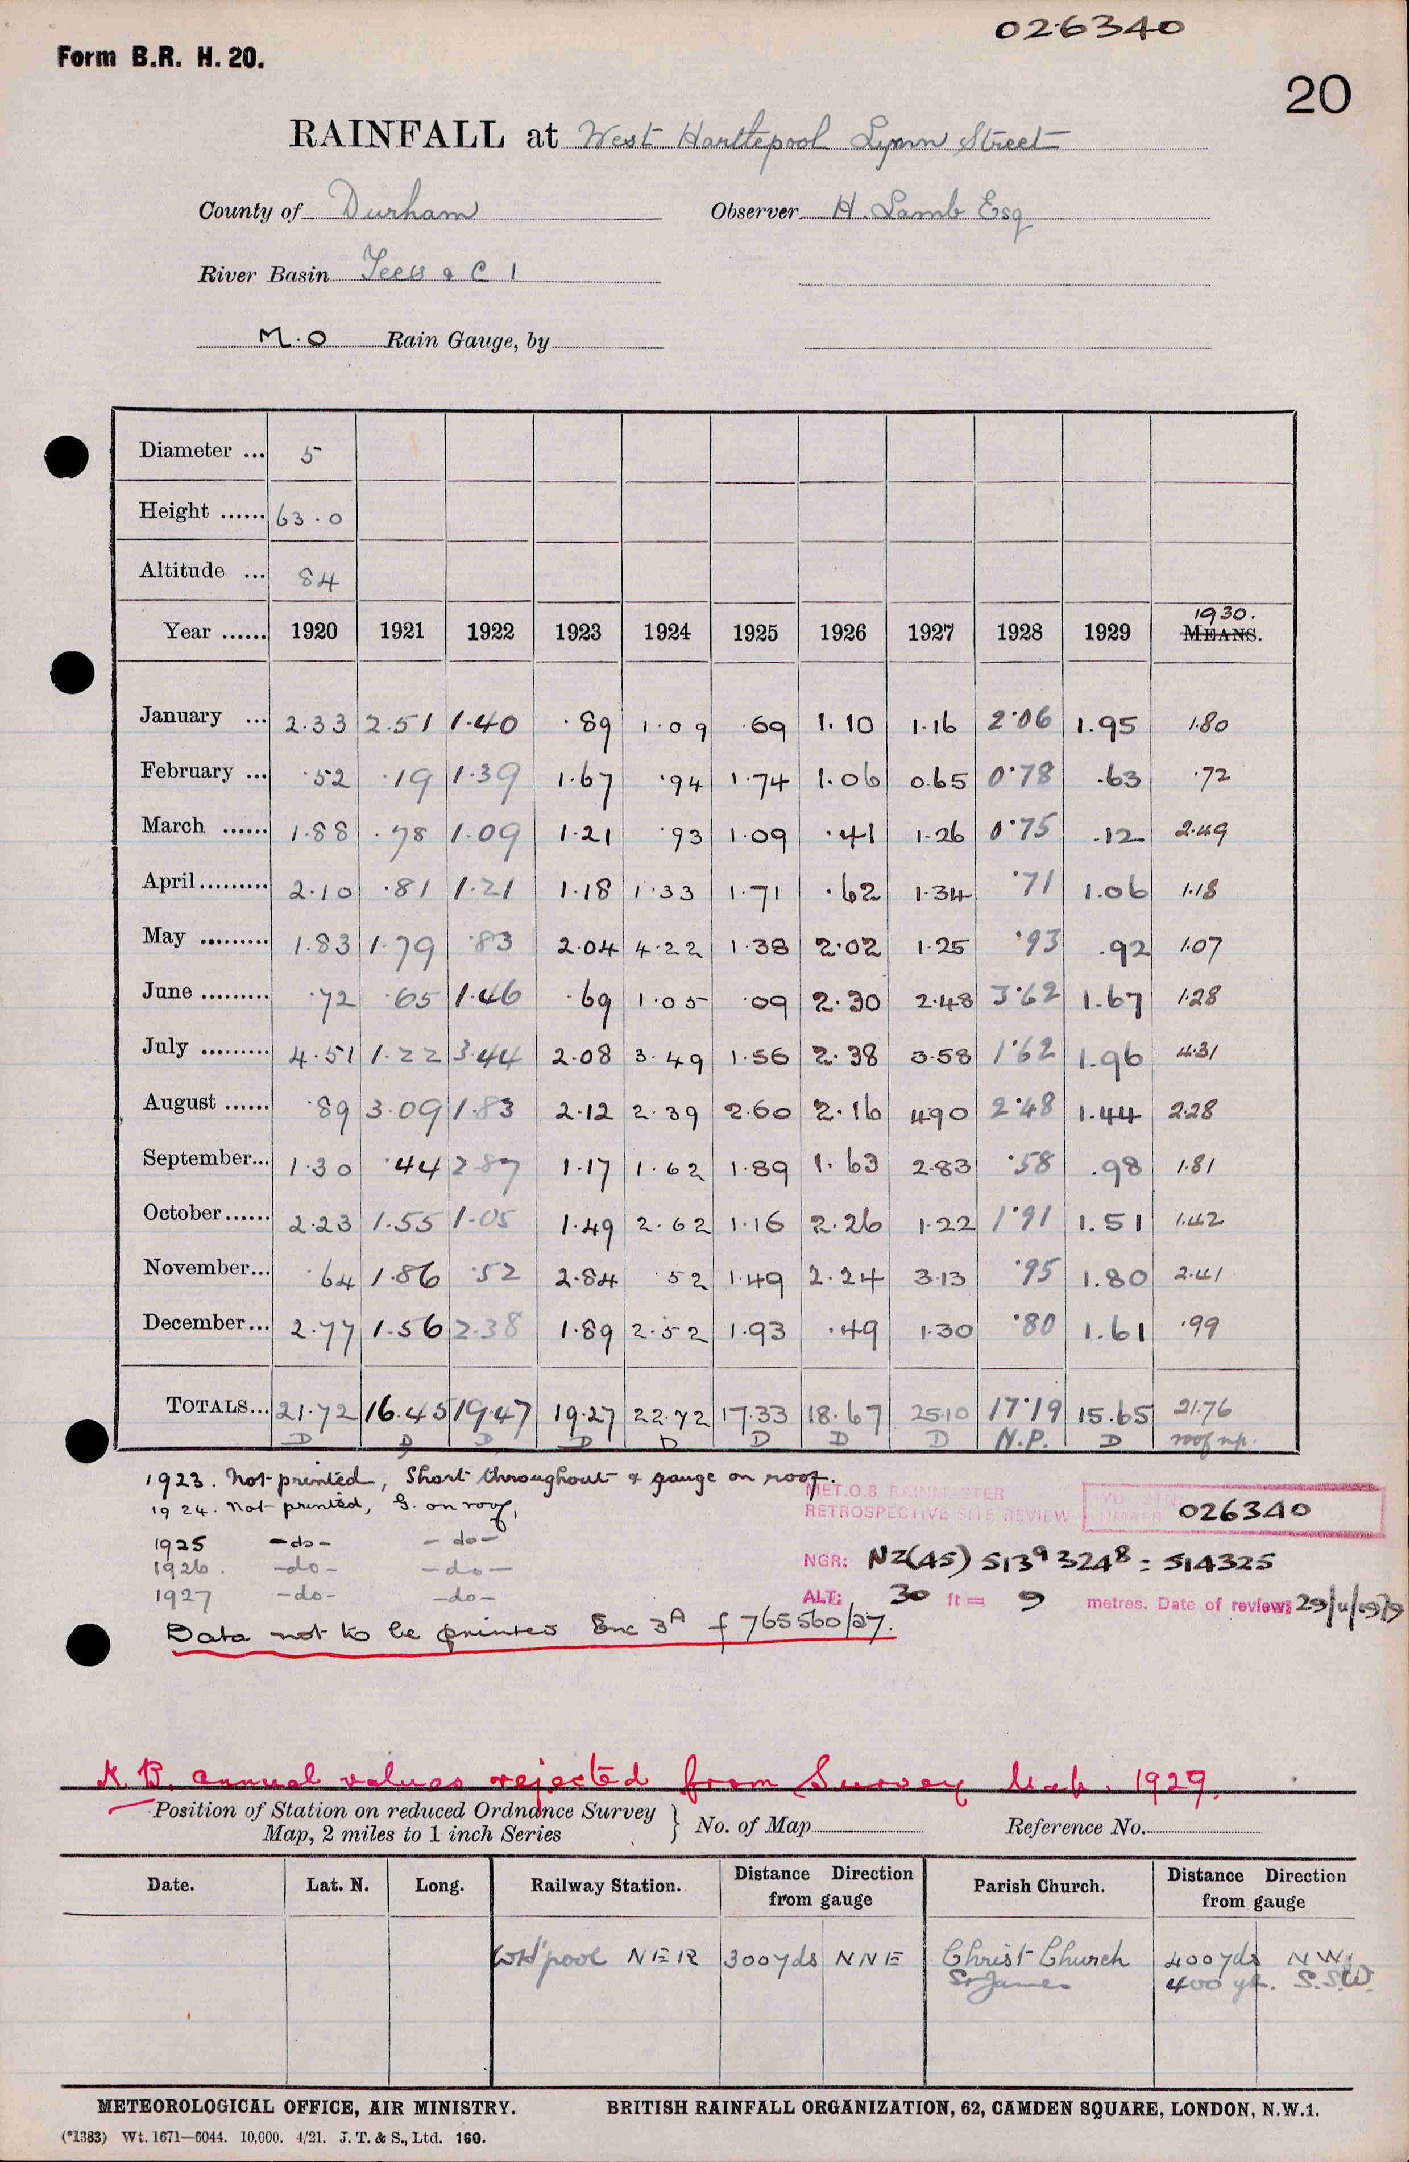 026340
Form B.R. H. 20.
20
RAINFALL at West Hartlepool Lynn Street
County of Durham Observer H. Lamb Esq
River Basin Tees & C 1
M.O Rain Gauge, by
Diameter ... 5
Height ...... 63.0
Altitude ... 84
1930.
Year ...... 1920 1921 1922 1923 1924 1925 1926 1927 1928 1929 MEANS.
January ... 2.33 2.51 1.40 .89 1.09 .69 1.10 1.16 2.06 1.95 1.80
February ... .52 .19 1.39 1.67 .94 1.74 1.06 0.65 0.78 .63 .72
March ...... 1.88 .78 1.09 1.21 .93 1.09 .41 1.26 0.75 .12 2.49
April ......... 2.10 .81 1.21 1.18 1.33 1.71 .62 1.34 .71 1.06 1.18
May ......... 1.83 1.79 .83 2.04 4.22 1.38 2.02 1.25 .93 .92 1.07
June ......... .72 .65 1.46 .69 1.05 .09 2.30 2.48 3.62 1.67 1.28
July ......... 4.51 1.22 3.44 2.08 3.49 1.56 2.38 3.58 1.62 1.96 4.31
August ...... .89 3.09 1.83 2.12 2.39 2.60 2.16 4.90 2.48 1.44 2.28
September... 1.30 .44 2.87 1.17 1.62 1.89 1.63 2.83 .58 .98 1.81
October ...... 2.23 1.55 1.05 1.49 2.62 1.16 2.26 1.22 1.91 1.51 1.42
November... .64 1.86 .52 2.84 .52 1.49 2.24 3.13 .95 1.80 2.41
December... 2.77 1.56 2.38 1.89 2.52 1.93 .49 1.30 .80 1.61 .99
TOTALS... 21.72 16.45 19.47 19.27 22.72 17.33 18.67 25.10 17.19 15.65 21.76
D D D D D D D D N.P. D roof n.p.
1923. Not printed, Short throughout & gauge on roof.
1924. Not printed, G. on roof.
1925 -do- -do-
1926. -do- -do-
1927 -do- -do-
Data not to be printed Enc 3A f 765560/27.
MET.O.8 RAINMASTER
RETROSPECTIVE SITE REVIEW
NUMBER 026340
NGR: NZ(45) 5139 3248 = 514325
ALT: 30 ft = 9 metres. Date of review: 29/11/1979
N.B. annual values rejected from Survey Feb. 1929.
Position of Station on reduced Ordnance Survey Map, 2 miles to 1 inch Series } No. of Map Reference No.
Date. Lat. N. Long. Railway Station. Distance Direction from gauge Parish Church. Distance Direction from gauge
WH'pool NER 300yds NNE Christ Church 400yds NW
St James 400 yds. S.S.W.
METEOROLOGICAL OFFICE, AIR MINISTRY. BRITISH RAINFALL ORGANIZATION, 62, CAMDEN SQUARE, LONDON, N.W.1.
(*1383) Wt. 1671—6044. 10,000. 4/21. J. T. & S., Ltd. 160.